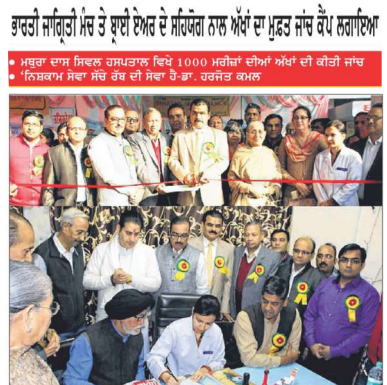 ਭਾਰਤੀ ਜਾਗ੍ਰਿਤੀ ਮੰਚ ਤੇ ਬ੍ਰਾਈ ਏਅਰ ਦੇ ਸਹਿਯੋਗ ਨਾਲ ਅੱਖਾਂ ਦਾ ਮੁਫ਼ਤ ਜਾਂਚ ਕੈਂਪ ਲਗਾਇਆ
• ਮਥੁਰਾ ਦਾਸ ਸਿਵਲ ਹਸਪਤਾਲ ਵਿਖੇ 1000 ਮਰੀਜ਼ਾਂ ਦੀਆਂ ਅੱਖਾਂ ਦੀ ਕੀਤੀ ਜਾਂਚ
• ‘ਨਿਸ਼ਕਾਮ ਸੇਵਾ ਸੱਚੇ ਰੱਬ ਦੀ ਸੇਵਾ ਹੈ-ਡਾ. ਹਰਜੋਤ ਕਮਲ’